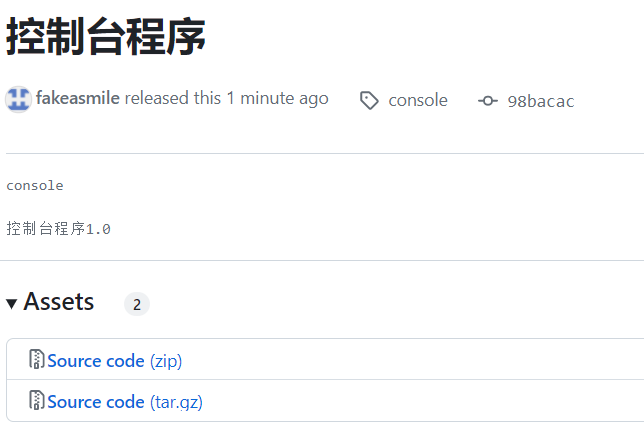 控制台程序
fakeasmile released this 1 minute ago console 98bacac
console
控制台程序1.0
Assets 2
Source code (zip)
Source code (tar.gz)